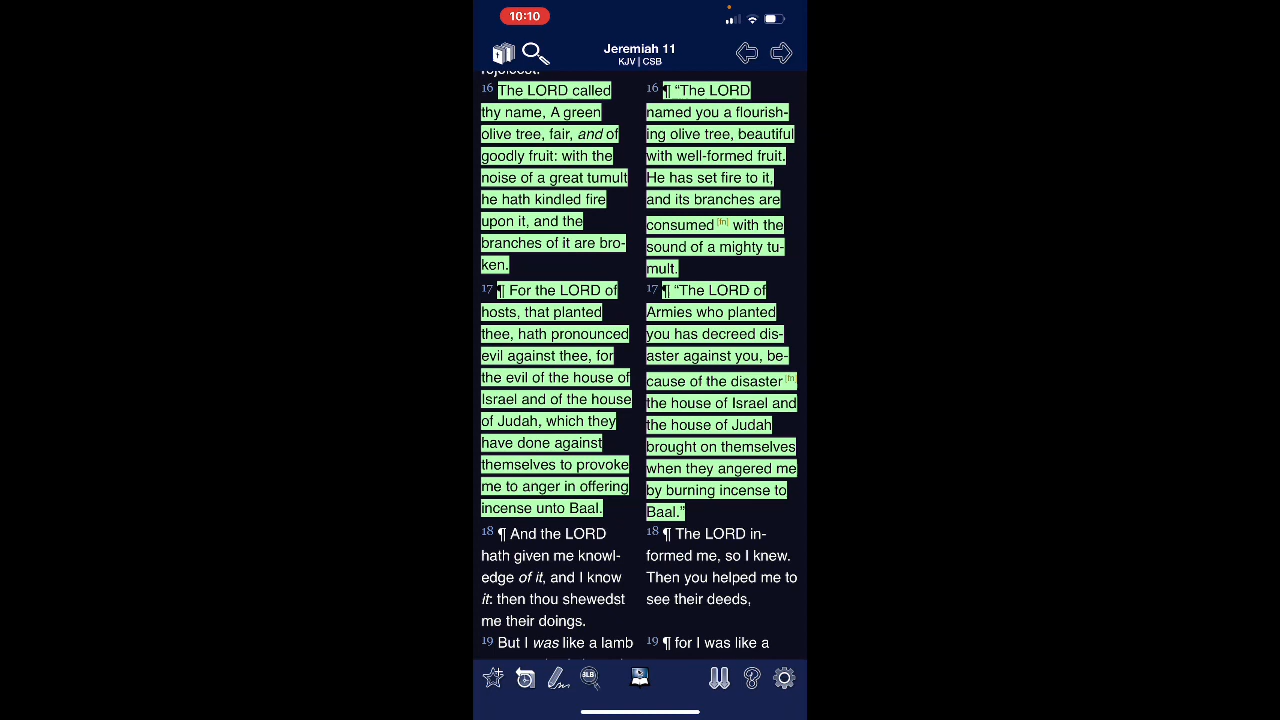 10:10
Jeremiah 11
KJV | CSB
rejoicest.
16 The LORD called
thy name, A green
olive tree, fair, and of
goodly fruit: with the
noise of a great tumult
he hath kindled fire
upon it, and the
branches of it are bro-
ken.
17 ¶ For the LORD of
hosts, that planted
thee, hath pronounced
evil against thee, for
the evil of the house of
Israel and of the house
of Judah, which they
have done against
themselves to provoke
me to anger in offering
incense unto Baal.
18 ¶ And the LORD
hath given me knowl-
edge of it, and I know
it: then thou shewedst
me their doings.
19 But I was like a lamb
16 ¶ “The LORD
named you a flourish-
ing olive tree, beautiful
with well-formed fruit.
He has set fire to it,
and its branches are
consumed [fn] with the
sound of a mighty tu-
mult.
17 ¶ “The LORD of
Armies who planted
you has decreed dis-
aster against you, be-
cause of the disaster [fn]
the house of Israel and
the house of Judah
brought on themselves
when they angered me
by burning incense to
Baal.”
18 ¶ The LORD in-
formed me, so I knew.
Then you helped me to
see their deeds,
19 ¶ for I was like a
BLB